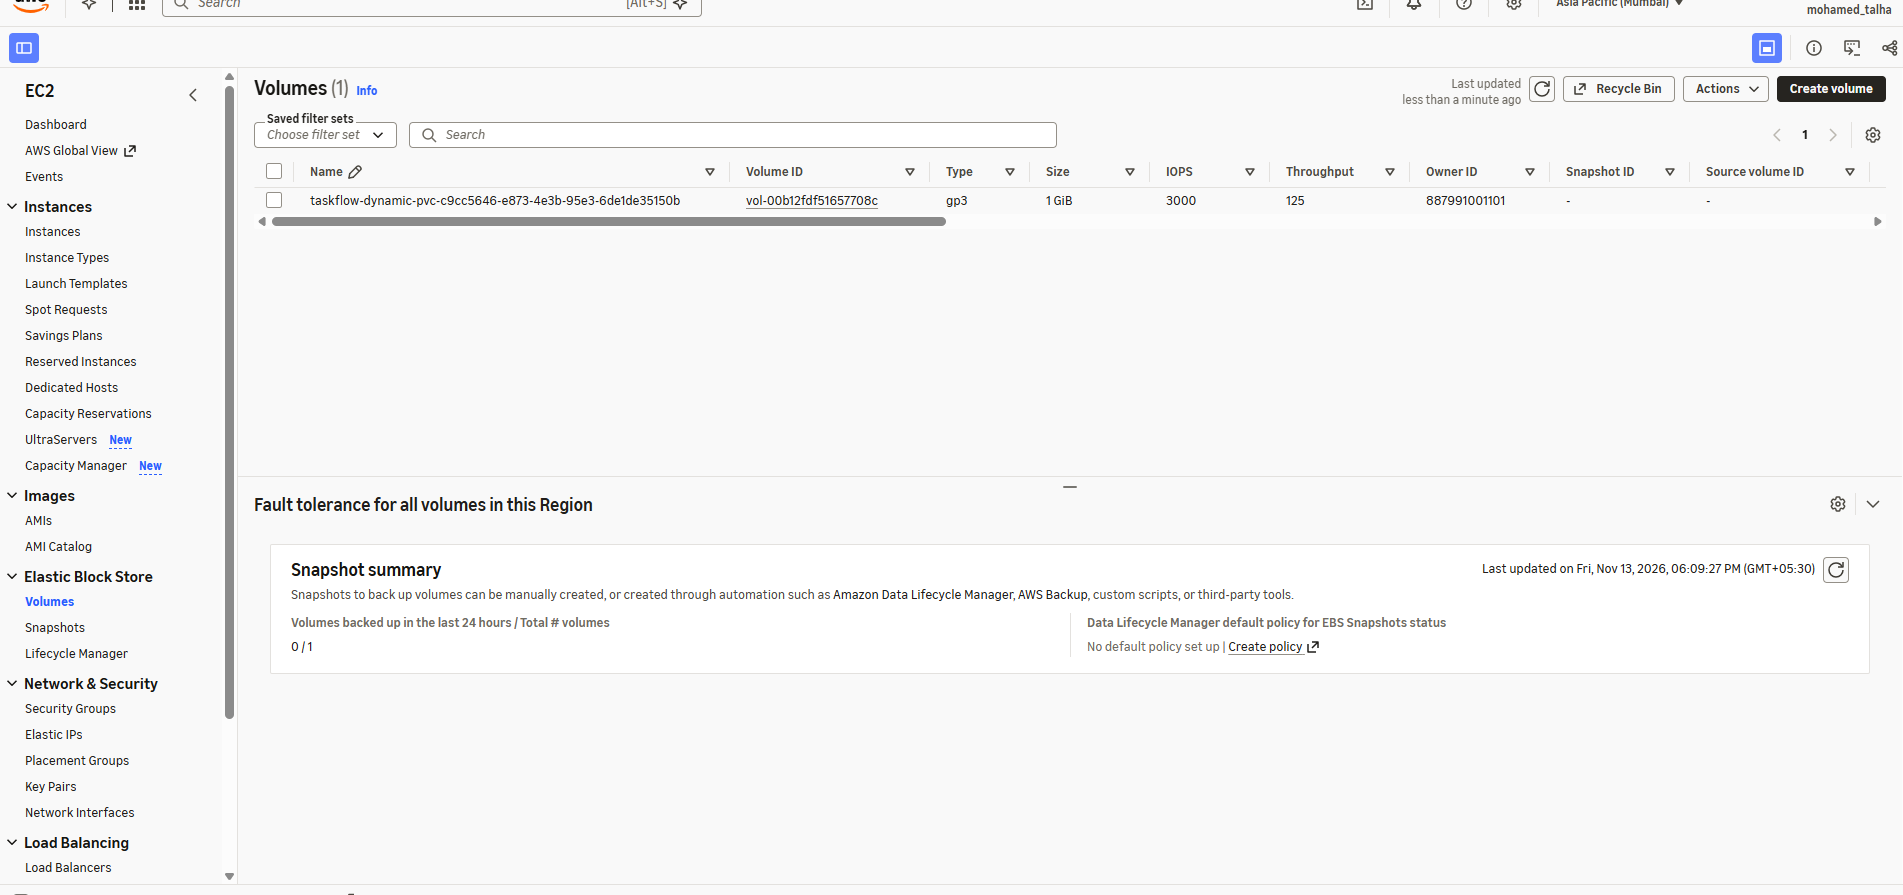 Search [Alt+S]
Asia Pacific (Mumbai)
mohamed_talha
EC2
Dashboard
AWS Global View
Events
Instances
Instances
Instance Types
Launch Templates
Spot Requests
Savings Plans
Reserved Instances
Dedicated Hosts
Capacity Reservations
UltraServers New
Capacity Manager New
Images
AMIs
AMI Catalog
Elastic Block Store
Volumes
Snapshots
Lifecycle Manager
Network & Security
Security Groups
Elastic IPs
Placement Groups
Key Pairs
Network Interfaces
Load Balancing
Load Balancers
Volumes (1) Info
Last updated
less than a minute ago
Recycle Bin
Actions
Create volume
Saved filter sets
Choose filter set
Search
1
Name Volume ID Type Size IOPS Throughput Owner ID Snapshot ID Source volume ID
taskflow-dynamic-pvc-c9cc5646-e873-4e3b-95e3-6de1de35150b vol-00b12fdf51657708c gp3 1 GiB 3000 125 887991001101 - -
Fault tolerance for all volumes in this Region
Snapshot summary
Last updated on Fri, Nov 13, 2026, 06:09:27 PM (GMT+05:30)
Snapshots to back up volumes can be manually created, or created through automation such as Amazon Data Lifecycle Manager, AWS Backup, custom scripts, or third-party tools.
Volumes backed up in the last 24 hours / Total # volumes
0 / 1
Data Lifecycle Manager default policy for EBS Snapshots status
No default policy set up | Create policy